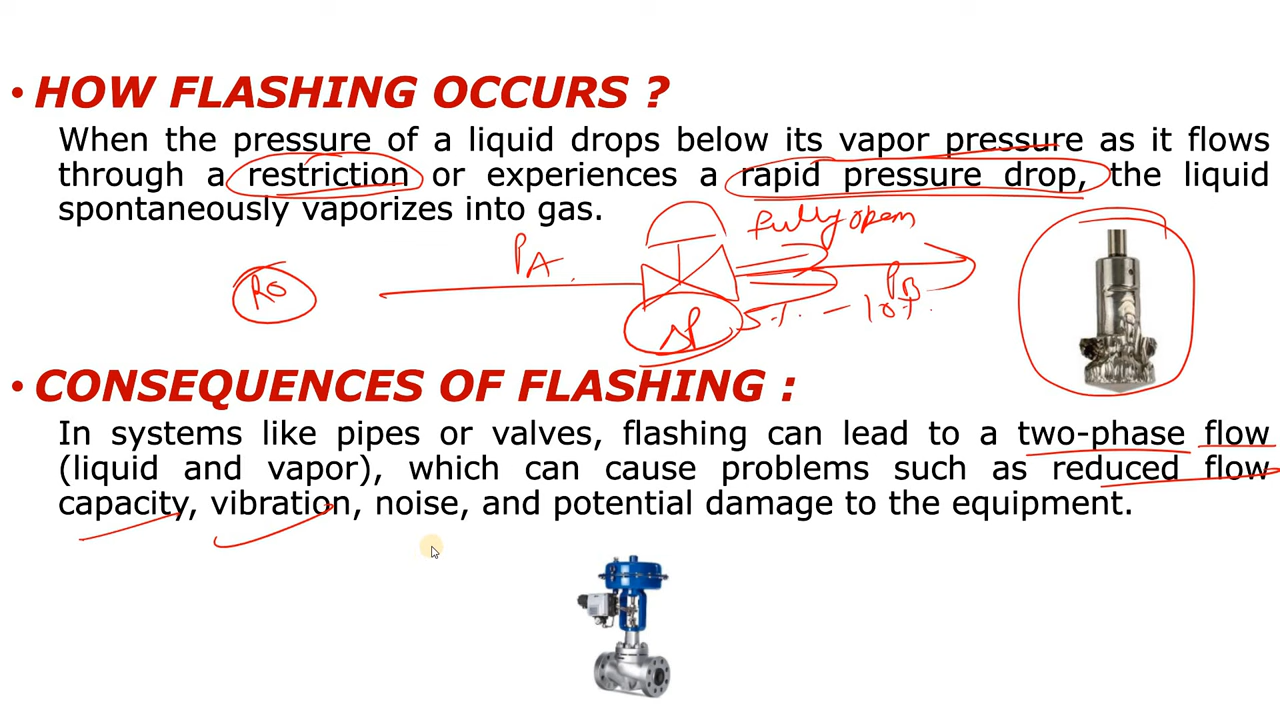 • HOW FLASHING OCCURS ?
When the pressure of a liquid drops below its vapor pressure as it flows
through a restriction or experiences a rapid pressure drop, the liquid
spontaneously vaporizes into gas.
fully open
PA
RO
PB
ΔP
5% - 10%
• CONSEQUENCES OF FLASHING :
In systems like pipes or valves, flashing can lead to a two-phase flow
(liquid and vapor), which can cause problems such as reduced flow
capacity, vibration, noise, and potential damage to the equipment.